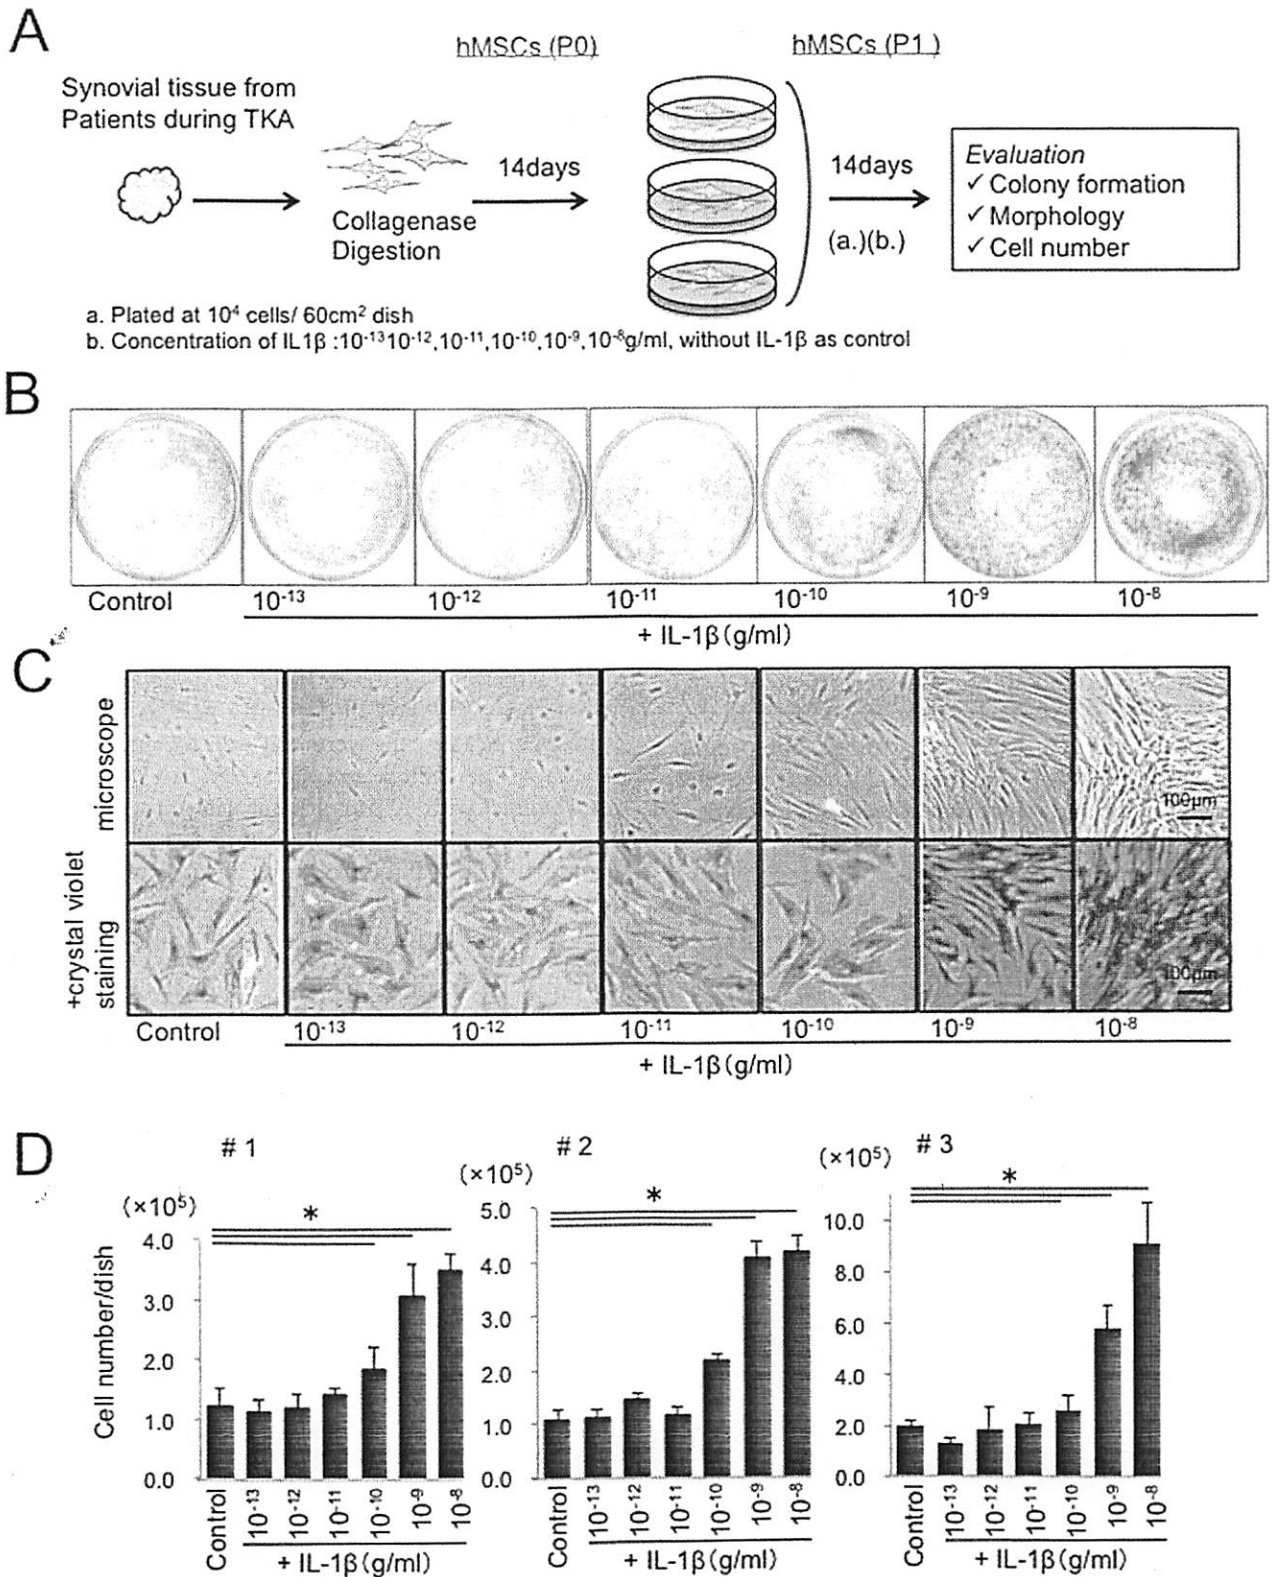 A
hMSCs (P0)
hMSCs (P1 )
Synovial tissue from
Patients during TKA
14days
14days
Collagenase
Digestion
(a.)(b.)
Evaluation
✓ Colony formation
✓ Morphology
✓ Cell number
a. Plated at 10⁴ cells/ 60cm² dish
b. Concentration of IL1β :10⁻¹³10⁻¹²,10⁻¹¹,10⁻¹⁰,10⁻⁹,10⁻⁸g/ml, without IL-1β as control
B
Control 10⁻¹³ 10⁻¹² 10⁻¹¹ 10⁻¹⁰ 10⁻⁹ 10⁻⁸
+ IL-1β(g/ml)
C
microscope
100μm
+crystal violet
staining
100μm
Control 10⁻¹³ 10⁻¹² 10⁻¹¹ 10⁻¹⁰ 10⁻⁹ 10⁻⁸
+ IL-1β(g/ml)
D
# 1
(×10⁵)
*
Cell number/dish
4.0
3.0
2.0
1.0
0.0
Control 10⁻¹³ 10⁻¹² 10⁻¹¹ 10⁻¹⁰ 10⁻⁹ 10⁻⁸
+ IL-1β(g/ml)
# 2
(×10⁵)
*
5.0
4.0
3.0
2.0
1.0
0.0
Control 10⁻¹³ 10⁻¹² 10⁻¹¹ 10⁻¹⁰ 10⁻⁹ 10⁻⁸
+ IL-1β(g/ml)
# 3
(×10⁵)
*
10.0
8.0
6.0
4.0
2.0
0.0
Control 10⁻¹³ 10⁻¹² 10⁻¹¹ 10⁻¹⁰ 10⁻⁹ 10⁻⁸
+ IL-1β(g/ml)